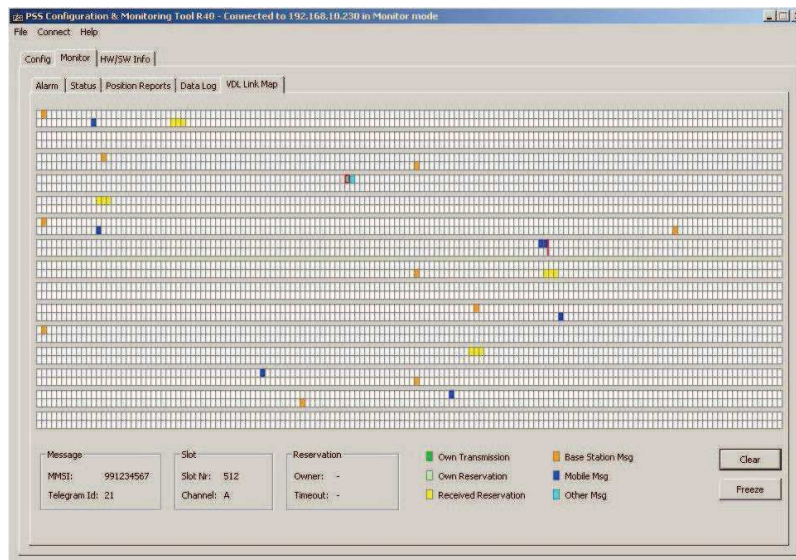 PSS Configuration & Monitoring Tool R40 - Connected to 192.168.10.230 in Monitor mode
File Connect Help
Config Monitor HW/SW Info
Alarm Status Position Reports Data Log VDL Link Map
Message Slot Reservation
Own Transmission Base Station Msg Clear
MMSI: 991234567 Slot Nr: 512 Owner: - Own Reservation Mobile Msg
Telegram Id: 21 Channel: A Timeout: - Received Reservation Other Msg Freeze